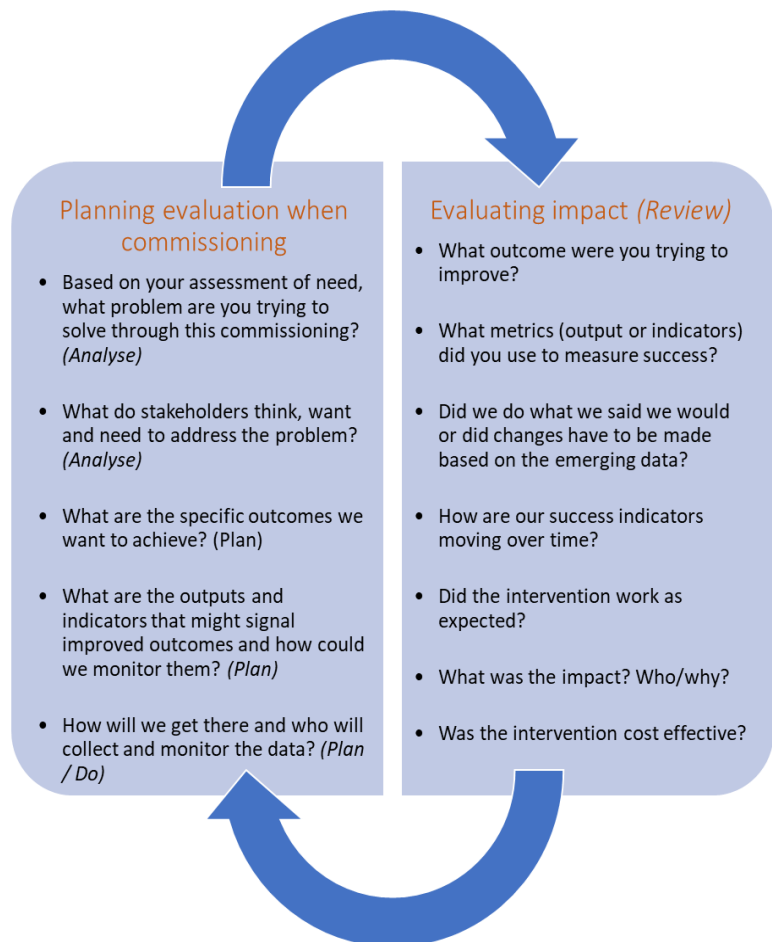 Planning evaluation when
commissioning
• Based on your assessment of need,
what problem are you trying to
solve through this commissioning?
(Analyse)
• What do stakeholders think, want
and need to address the problem?
(Analyse)
• What are the specific outcomes we
want to achieve? (Plan)
• What are the outputs and
indicators that might signal
improved outcomes and how could
we monitor them? (Plan)
• How will we get there and who will
collect and monitor the data? (Plan
/ Do)
Evaluating impact (Review)
• What outcome were you trying to
improve?
• What metrics (output or indicators)
did you use to measure success?
• Did we do what we said we would
or did changes have to be made
based on the emerging data?
• How are our success indicators
moving over time?
• Did the intervention work as
expected?
• What was the impact? Who/why?
• Was the intervention cost effective?